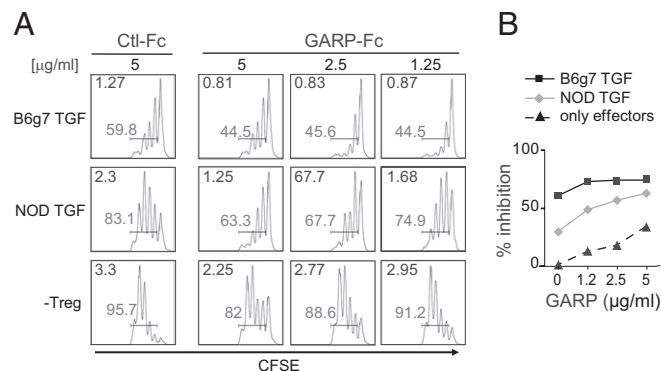 A
B
Ctl-Fc
GARP-Fc
[µg/ml]
5
5
2.5
1.25
B6g7 TGF
1.27
59.8
0.81
44.5
0.83
45.6
0.87
44.5
NOD TGF
2.3
83.1
1.25
63.3
67.7
67.7
1.68
74.9
-Treg
3.3
95.7
2.25
82
2.77
88.6
2.95
91.2
CFSE
B6g7 TGF
NOD TGF
only effectors
100
50
0
% inhibition
0 1.2 2.5 5
GARP (µg/ml)